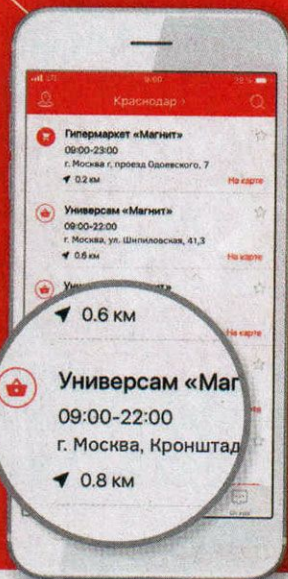 9:00
Краснодар ›
Гипермаркет «Магнит»
09:00-23:00
г. Москва г, проезд Одоевского, 7
0.2 км
На карте
Универсам «Магнит»
09:00-22:00
г. Москва, ул. Шипиловская, 41,3
0.6 км
На карте
На карте
0.6 км
Универсам «Маг
09:00-22:00
г. Москва, Кронштад
0.8 км